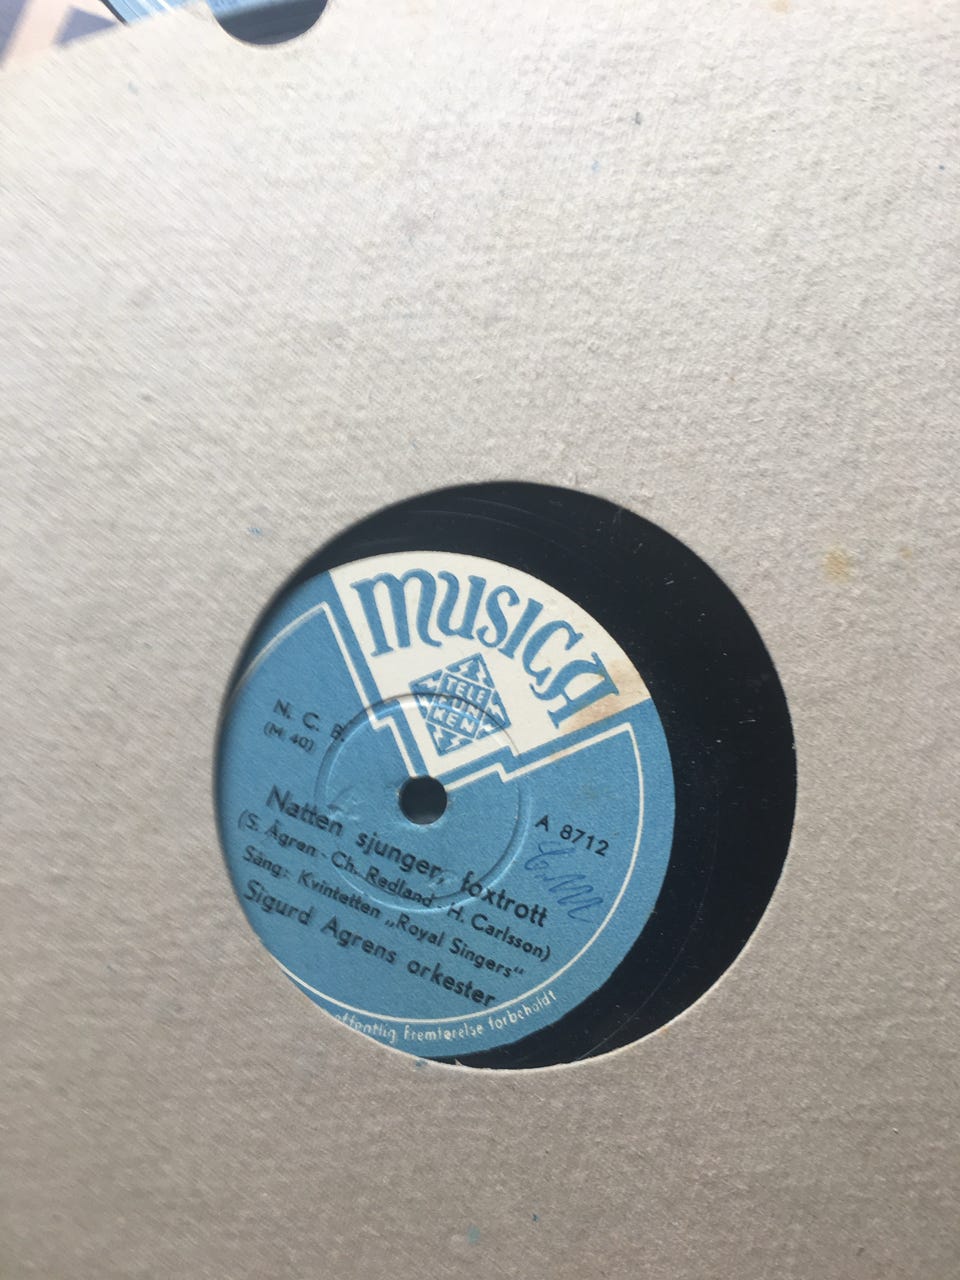 MUSICA
TELE
FUN
KEN
N. C. B.
(M 40)
A 8712
Natten sjunger, foxtrott
(S. Ågren - Ch. Redland - H. Carlsson)
Sång: Kvintetten „Royal Singers“
Sigurd Ågrens orkester
offentlig Fremførelse forbeholdt